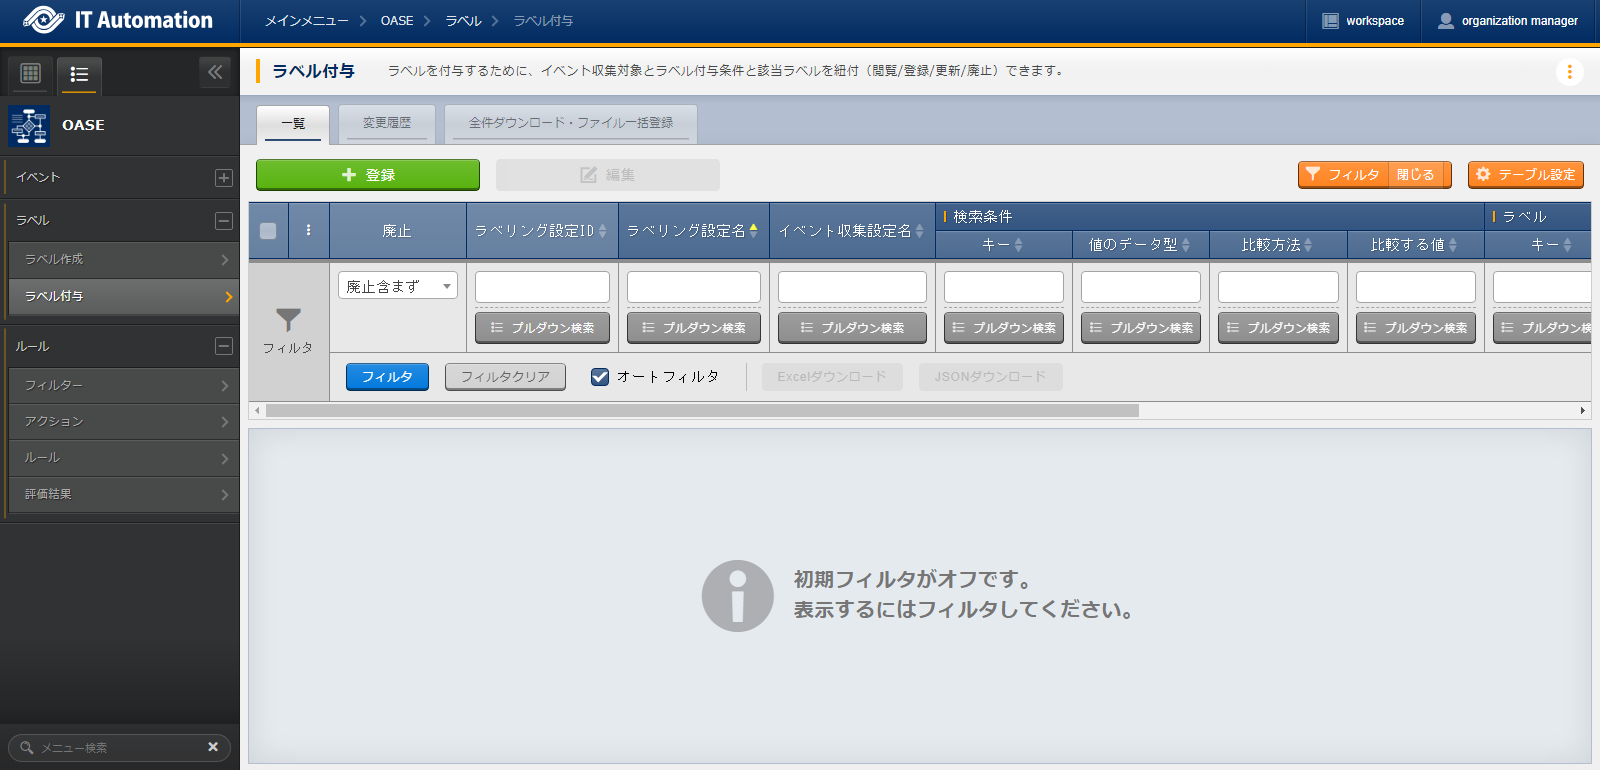 IT Automation
メインメニュー > OASE > ラベル > ラベル付与
workspace
organization manager
OASE
イベント
ラベル
ラベル作成
ラベル付与
ルール
フィルター
アクション
ルール
評価結果
メニュー検索
ラベル付与
ラベルを付与するために、イベント収集対象とラベル付与条件と該当ラベルを紐付（閲覧/登録/更新/廃止）できます。
一覧
変更履歴
全件ダウンロード・ファイル一括登録
登録
編集
フィルタ 閉じる
テーブル設定
廃止
ラベリング設定ID
ラベリング設定名
イベント収集設定名
検索条件
ラベル
キー
値のデータ型
比較方法
比較する値
キー
フィルタ
廃止含まず
プルダウン検索
プルダウン検索
プルダウン検索
プルダウン検索
プルダウン検索
プルダウン検索
プルダウン検索
プルダウン検索
フィルタ
フィルタクリア
オートフィルタ
Excelダウンロード
JSONダウンロード
初期フィルタがオフです。
表示するにはフィルタしてください。